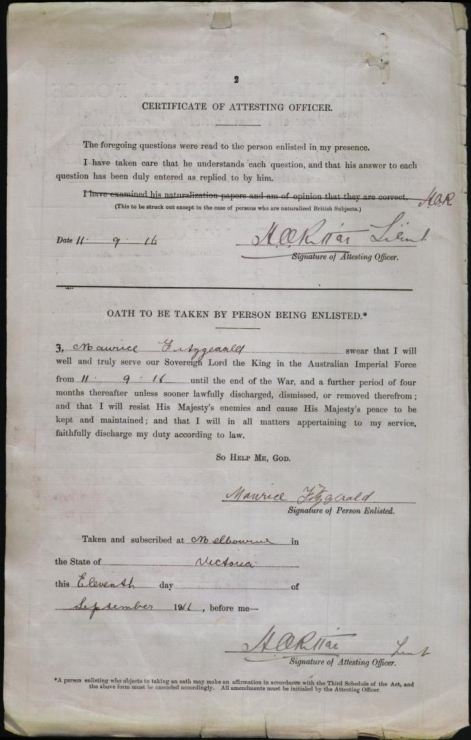 2
CERTIFICATE OF ATTESTING OFFICER.
The foregoing questions were read to the person enlisted in my presence.
I have taken care that he understands each question, and that his answer to each
question has been duly entered as replied to by him.
I have examined his naturalization papers and am of opinion that they are correct.
(This to be struck out except in the case of persons who are naturalized British Subjects.)
Date 11. 9. 16 Lieut
Signature of Attesting Officer.
OATH TO BE TAKEN BY PERSON BEING ENLISTED.*
I, Maurice Fitzgerald swear that I will
well and truly serve our Sovereign Lord the King in the Australian Imperial Force
from 11. 9. 16 until the end of the War, and a further period of four
months thereafter unless sooner lawfully discharged, dismissed, or removed therefrom;
and that I will resist His Majesty's enemies and cause His Majesty's peace to be
kept and maintained; and that I will in all matters appertaining to my service,
faithfully discharge my duty according to law.
SO HELP ME, GOD.
Maurice Fitzgerald
Signature of Person Enlisted.
Taken and subscribed at Melbourne in
the State of Victoria
this Eleventh day of
September 1916, before me—
Lieut
Signature of Attesting Officer.
*A person enlisting who objects to taking an oath may make an affirmation in accordance with the Third Schedule of the Act, and
the above form must be amended accordingly. All amendments must be initialed by the Attesting Officer.